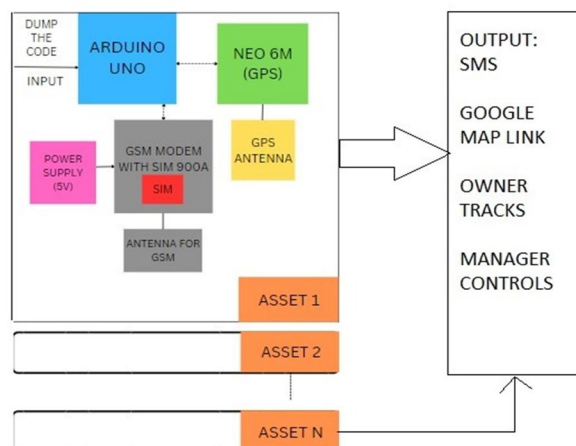 DUMP
THE
CODE
INPUT
ARDUINO
UNO
NEO 6M
(GPS)
POWER
SUPPLY
(5V)
GSM MODEM
WITH SIM 900A
SIM
GPS
ANTENNA
ANTENNA FOR
GSM
ASSET 1
ASSET 2
ASSET N
OUTPUT:
SMS
GOOGLE
MAP LINK
OWNER
TRACKS
MANAGER
CONTROLS